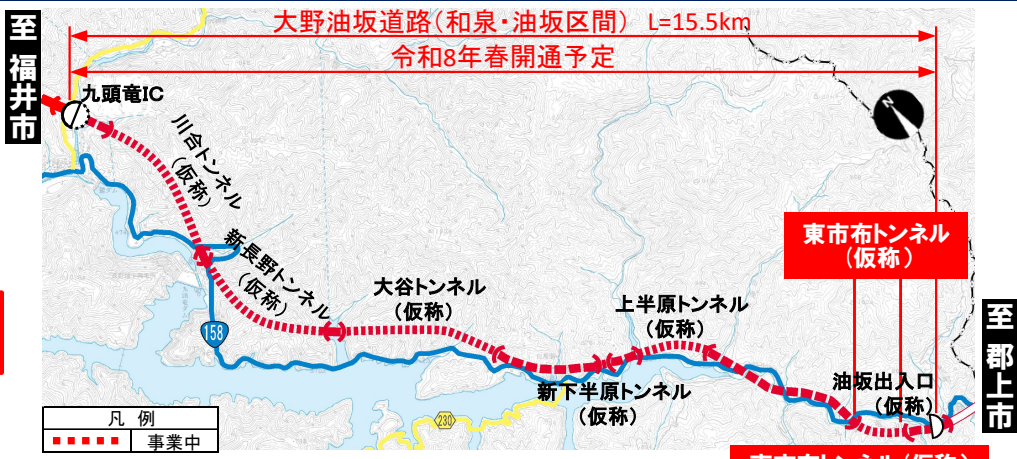 大野油坂道路(和泉・油坂区間) L=15.5km
令和8年春開通予定
至 福井市
九頭竜IC
川合トンネル
(仮称)
新長野トンネル
(仮称)
大谷トンネル
(仮称)
上半原トンネル
(仮称)
東市布トンネル
(仮称)
至 郡上市
158
新下半原トンネル
(仮称)
油坂出入口
(仮称)
230
凡 例
事業中
N